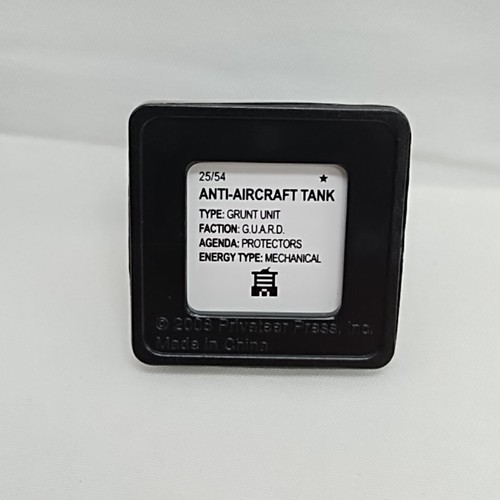 25/54 ★
ANTI-AIRCRAFT TANK
TYPE: GRUNT UNIT
FACTION: G.U.A.R.D.
AGENDA: PROTECTORS
ENERGY TYPE: MECHANICAL
© 2008 Privateer Press, Inc.
Made in China